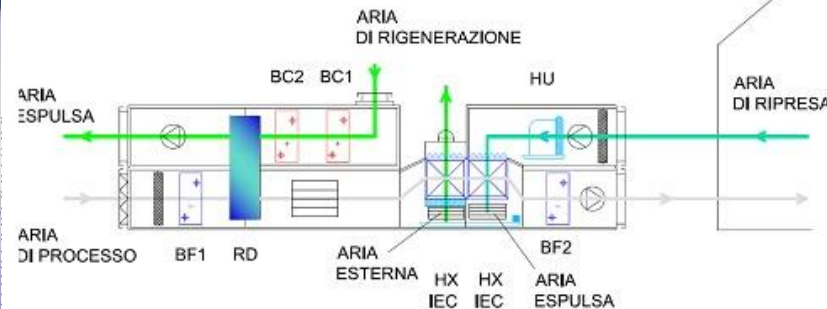 ARIA
DI RIGENERAZIONE
BC2 BC1
HU
ARIA
ESPULSA
ARIA
DI RIPRESA
ARIA
DI PROCESSO
BF1 RD
ARIA
ESTERNA
HX HX
IEC IEC
ARIA
ESPULSA
BF2